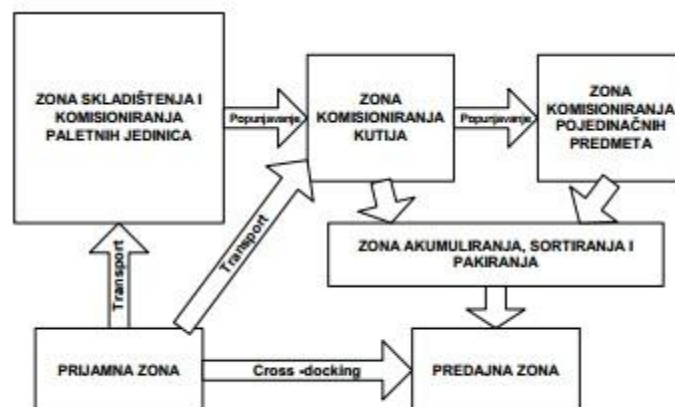 ZONA SKLADIŠTENJA I
KOMISIONIRANJA
PALETNIH JEDINICA
Popunjavanje
ZONA
KOMISIONIRANJA
KUTIJA
Popunjavanje
ZONA
KOMISIONIRANJA
POJEDINAČNIH
PREDMETA
Transport
Transport
ZONA AKUMULIRANJA, SORTIRANJA I
PAKIRANJA
PRIJAMNA ZONA
Cross -docking
PREDAJNA ZONA